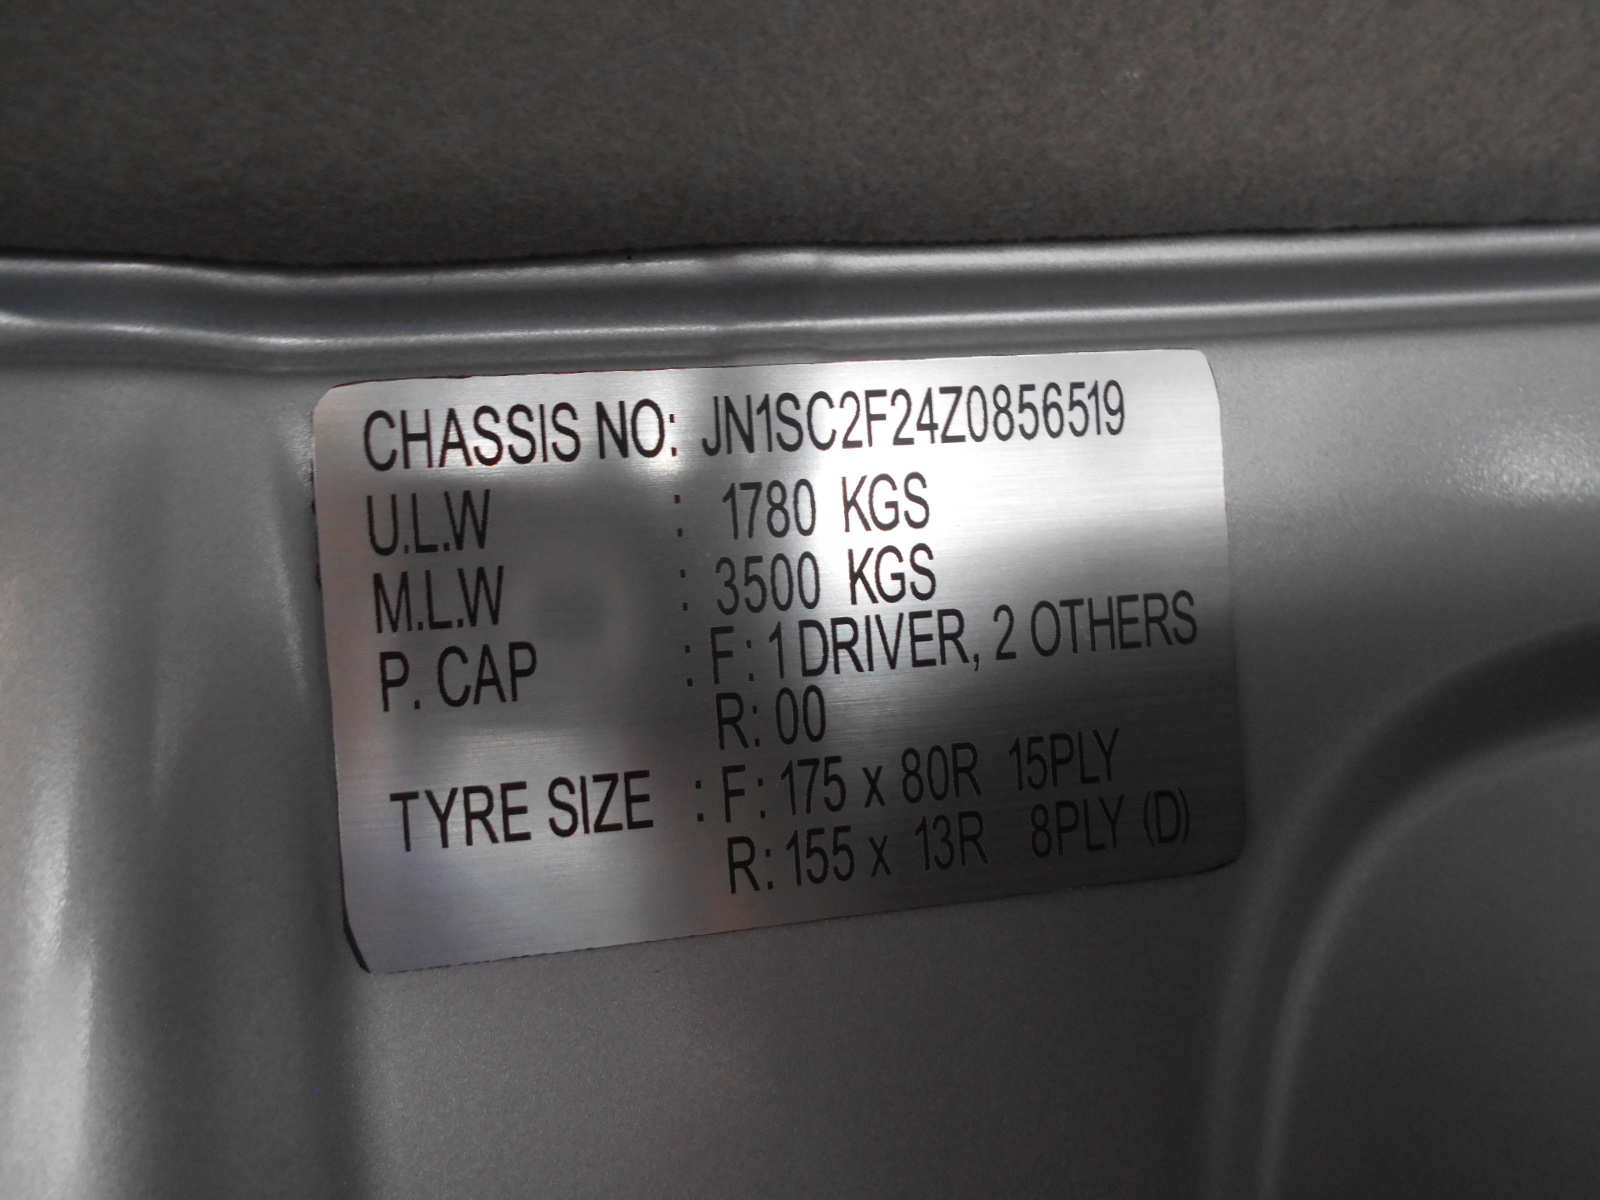 CHASSIS NO: JN1SC2F24Z0856519
U.L.W : 1780 KGS
M.L.W : 3500 KGS
P. CAP : F: 1 DRIVER, 2 OTHERS
R: 00
TYRE SIZE : F: 175 x 80R 15PLY
R: 155 x 13R 8PLY (D)